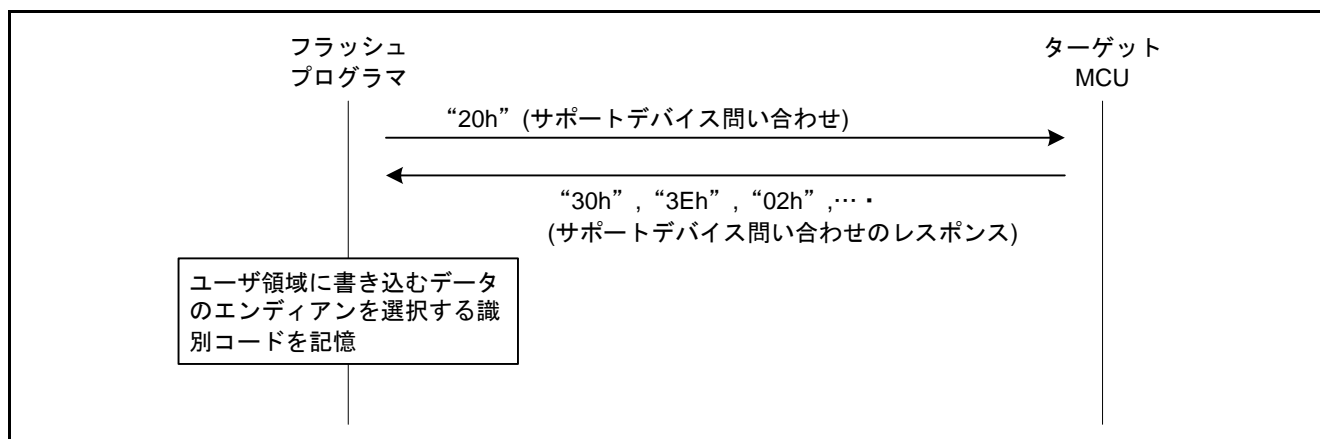 フラッシュ
プログラマ
ターゲット
MCU
“20h” (サポートデバイス問い合わせ)
“30h” , “3Eh” , “02h” ,…・
(サポートデバイス問い合わせのレスポンス)
ユーザ領域に書き込むデータ
のエンディアンを選択する識
別コードを記憶